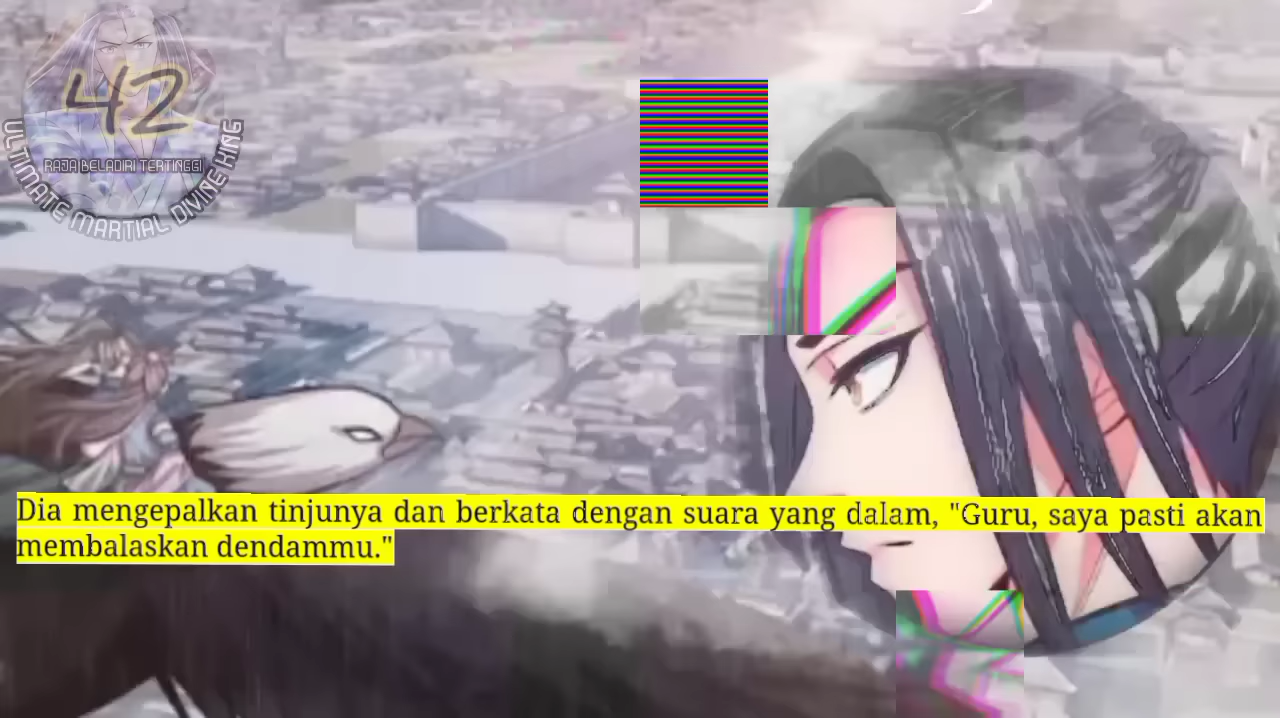 42
RAJA BELADIRI TERTINGGI
ULTIMATE MARTIAL DIVINE KING
Dia mengepalkan tinjunya dan berkata dengan suara yang dalam, "Guru, saya pasti akan
membalaskan dendammu."